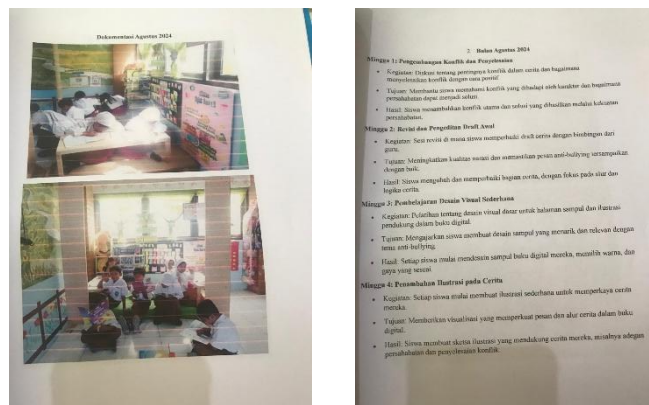 Dokumentasi Agustus 2024
2 Bulan Agustus 2024
Minggu 1: Pengembangan Konflik dan Penyelesaian
• Kegiatan: Diskusi tentang pentingnya konflik dalam cerita dan bagaimana
menyelesaikan konflik dengan cara positif.
• Tujuan: Membantu siswa memahami konflik yang dihadapi oleh karakter dan bagaimana
persahabatan dapat menjadi solusi.
• Hasil: Siswa menambahkan konflik utama dan solusi yang dihasilkan melalui kekuatan
persahabatan.
Minggu 2: Revisi dan Pengeditan Draft Awal
• Kegiatan: Sesi revisi di mana siswa memperbaiki draft cerita dengan bimbingan dari
guru.
• Tujuan: Meningkatkan kualitas narasi dan memastikan pesan anti-bullying tersampaikan
dengan baik.
• Hasil: Siswa mengubah dan memperbaiki bagian cerita, dengan fokus pada alur dan
logika cerita.
Minggu 3: Pembelajaran Desain Visual Sederhana
• Kegiatan: Pelatihan tentang desain visual dasar untuk halaman sampul dan ilustrasi
pendukung dalam buku digital.
• Tujuan: Mengajarkan siswa membuat desain sampul yang menarik dan relevan dengan
tema anti-bullying.
• Hasil: Setiap siswa mulai mendesain sampul buku digital mereka, memilih warna, dan
gaya yang sesuai.
Minggu 4: Penambahan Ilustrasi pada Cerita
• Kegiatan: Setiap siswa mulai membuat ilustrasi sederhana untuk memperkaya cerita
mereka.
• Tujuan: Memberikan visualisasi yang memperkuat pesan dan alur cerita dalam buku
digital.
• Hasil: Siswa membuat sketsa ilustrasi yang mendukung cerita mereka, misalnya adegan
persahabatan dan penyelesaian konflik.